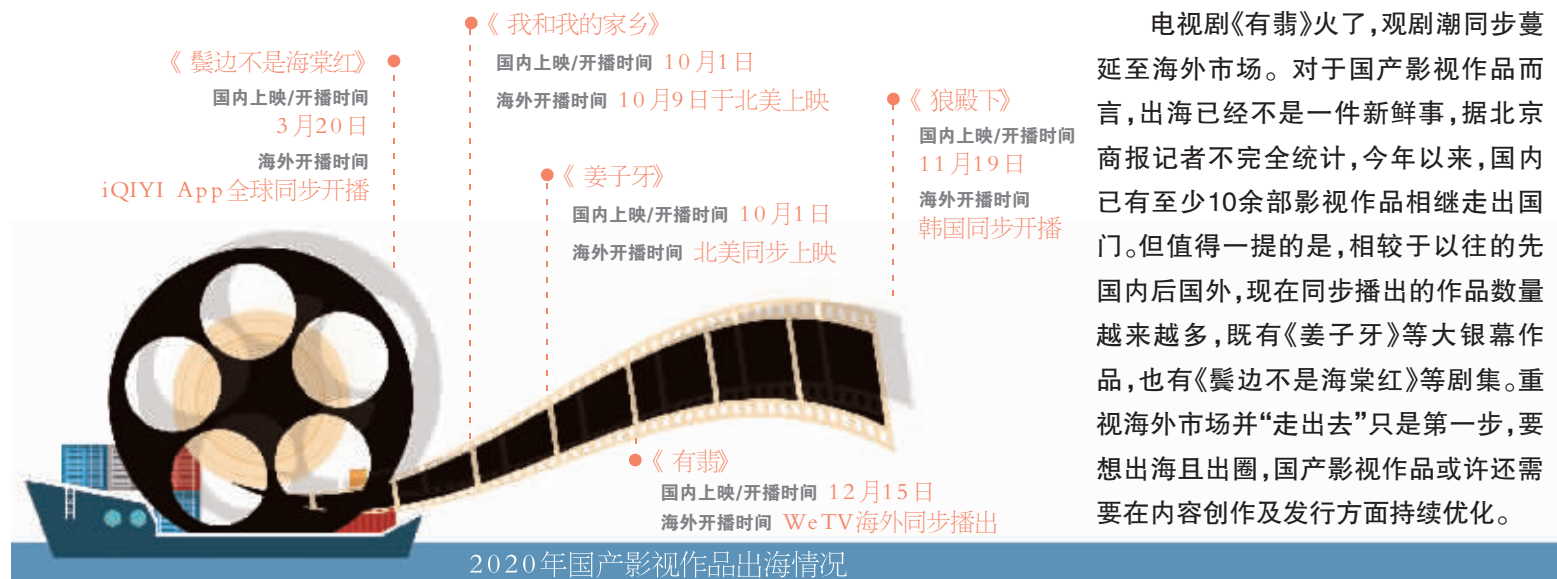 《鬓边不是海棠红》
国内上映/开播时间
3月20日
海外开播时间
iQIYI App全球同步开播
《我和我的家乡》
国内上映/开播时间 10月1日
海外开播时间 10月9日于北美上映
《姜子牙》
国内上映/开播时间 10月1日
海外开播时间 北美同步上映
《狼殿下》
国内上映/开播时间
11月19日
海外开播时间
韩国同步开播
《有翡》
国内上映/开播时间 12月15日
海外开播时间 WeTV海外同步播出
2020年国产影视作品出海情况
电视剧《有翡》火了,观剧潮同步蔓
延至海外市场。对于国产影视作品而
言,出海已经不是一件新鲜事,据北京
商报记者不完全统计,今年以来,国内
已有至少10余部影视作品相继走出国
门。但值得一提的是,相较于以往的先
国内后国外,现在同步播出的作品数量
越来越多,既有《姜子牙》等大银幕作
品,也有《鬓边不是海棠红》等剧集。重
视海外市场并“走出去”只是第一步,要
想出海且出圈,国产影视作品或许还需
要在内容创作及发行方面持续优化。